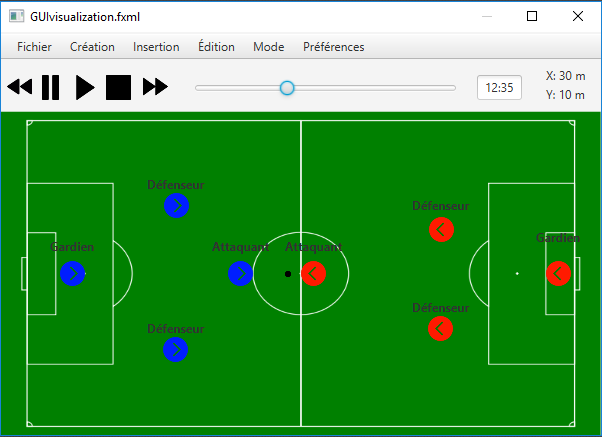 GUIvisualization.fxml
Fichier Création Insertion Édition Mode Préférences
12:35
X: 30 m
Y: 10 m
Défenseur
Défenseur
Gardien
Gardien
Attaquant
Attaquant
Défenseur
Défenseur